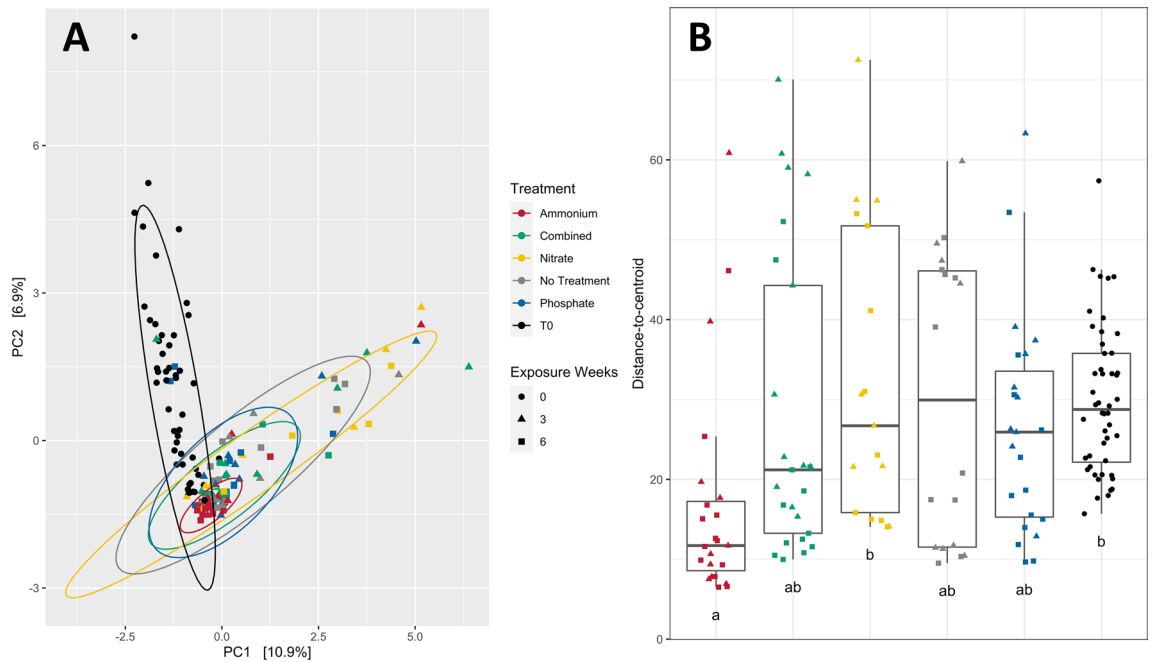 A
6
3
0
-3
-2.5
0.0
2.5
5.0
PC2 [6.9%]
PC1 [10.9%]
Treatment
Ammonium
Combined
Nitrate
No Treatment
Phosphate
T0
Exposure Weeks
0
3
6
B
60
40
20
0
Distance-to-centroid
a
ab
b
ab
ab
b